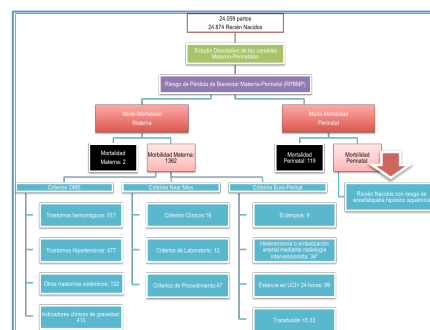 24.059 partos
24.874 Recién Nacidos
Estudio Descriptivo de las variables
Materno-Perinatales
Riesgo de Pérdida de Bienestar Materno-Perinatal (RPBMP)
Morbi-Mortalidad
Materna
Morbi-Mortalidad
Perinatal
Mortalidad
Materna: 2
Morbilidad Materna:
1362
Mortalidad
Perinatal: 119
Morbilidad
Perinatal:
Criterios OMS
Criterios Near Miss
Criterios Euro-Peristat
Recién Nacidos con riesgo de
encefalopatía hipóxico isquémica
Trastornos hemorrágicos: 517
Criterios Clínicos:16
Eclampsia: 9
Trastornos Hipertensivos: 477
Criterios de Laboratorio: 12
Histerectomía o embolización
arterial mediante radiología
intervencionista: 34*
Otros trastornos sistémicos: 132
Criterios de Procedimiento:47
Estancia en UCI> 24 horas: 99
Indicadores clínicos de gravedad:
413
Transfusión >5 33